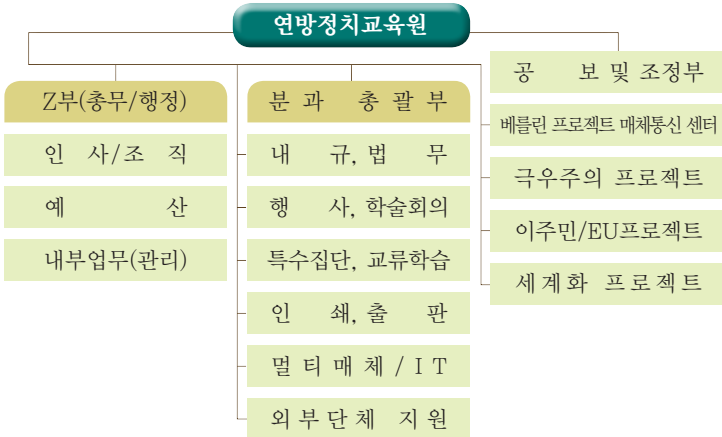 연방정치교육원
Z부(총무/행정)
인 사/조 직
예 산
내부업무(관리)
분 과 총 괄 부
내 규, 법 무
행 사, 학술회의
특수집단, 교류학습
인 쇄, 출 판
멀 티 매 체 / I T
외 부 단 체 지 원
공 보 및 조정부
베를린 프로젝트 매체통신 센터
극우주의 프로젝트
이주민/EU프로젝트
세계화 프로젝트